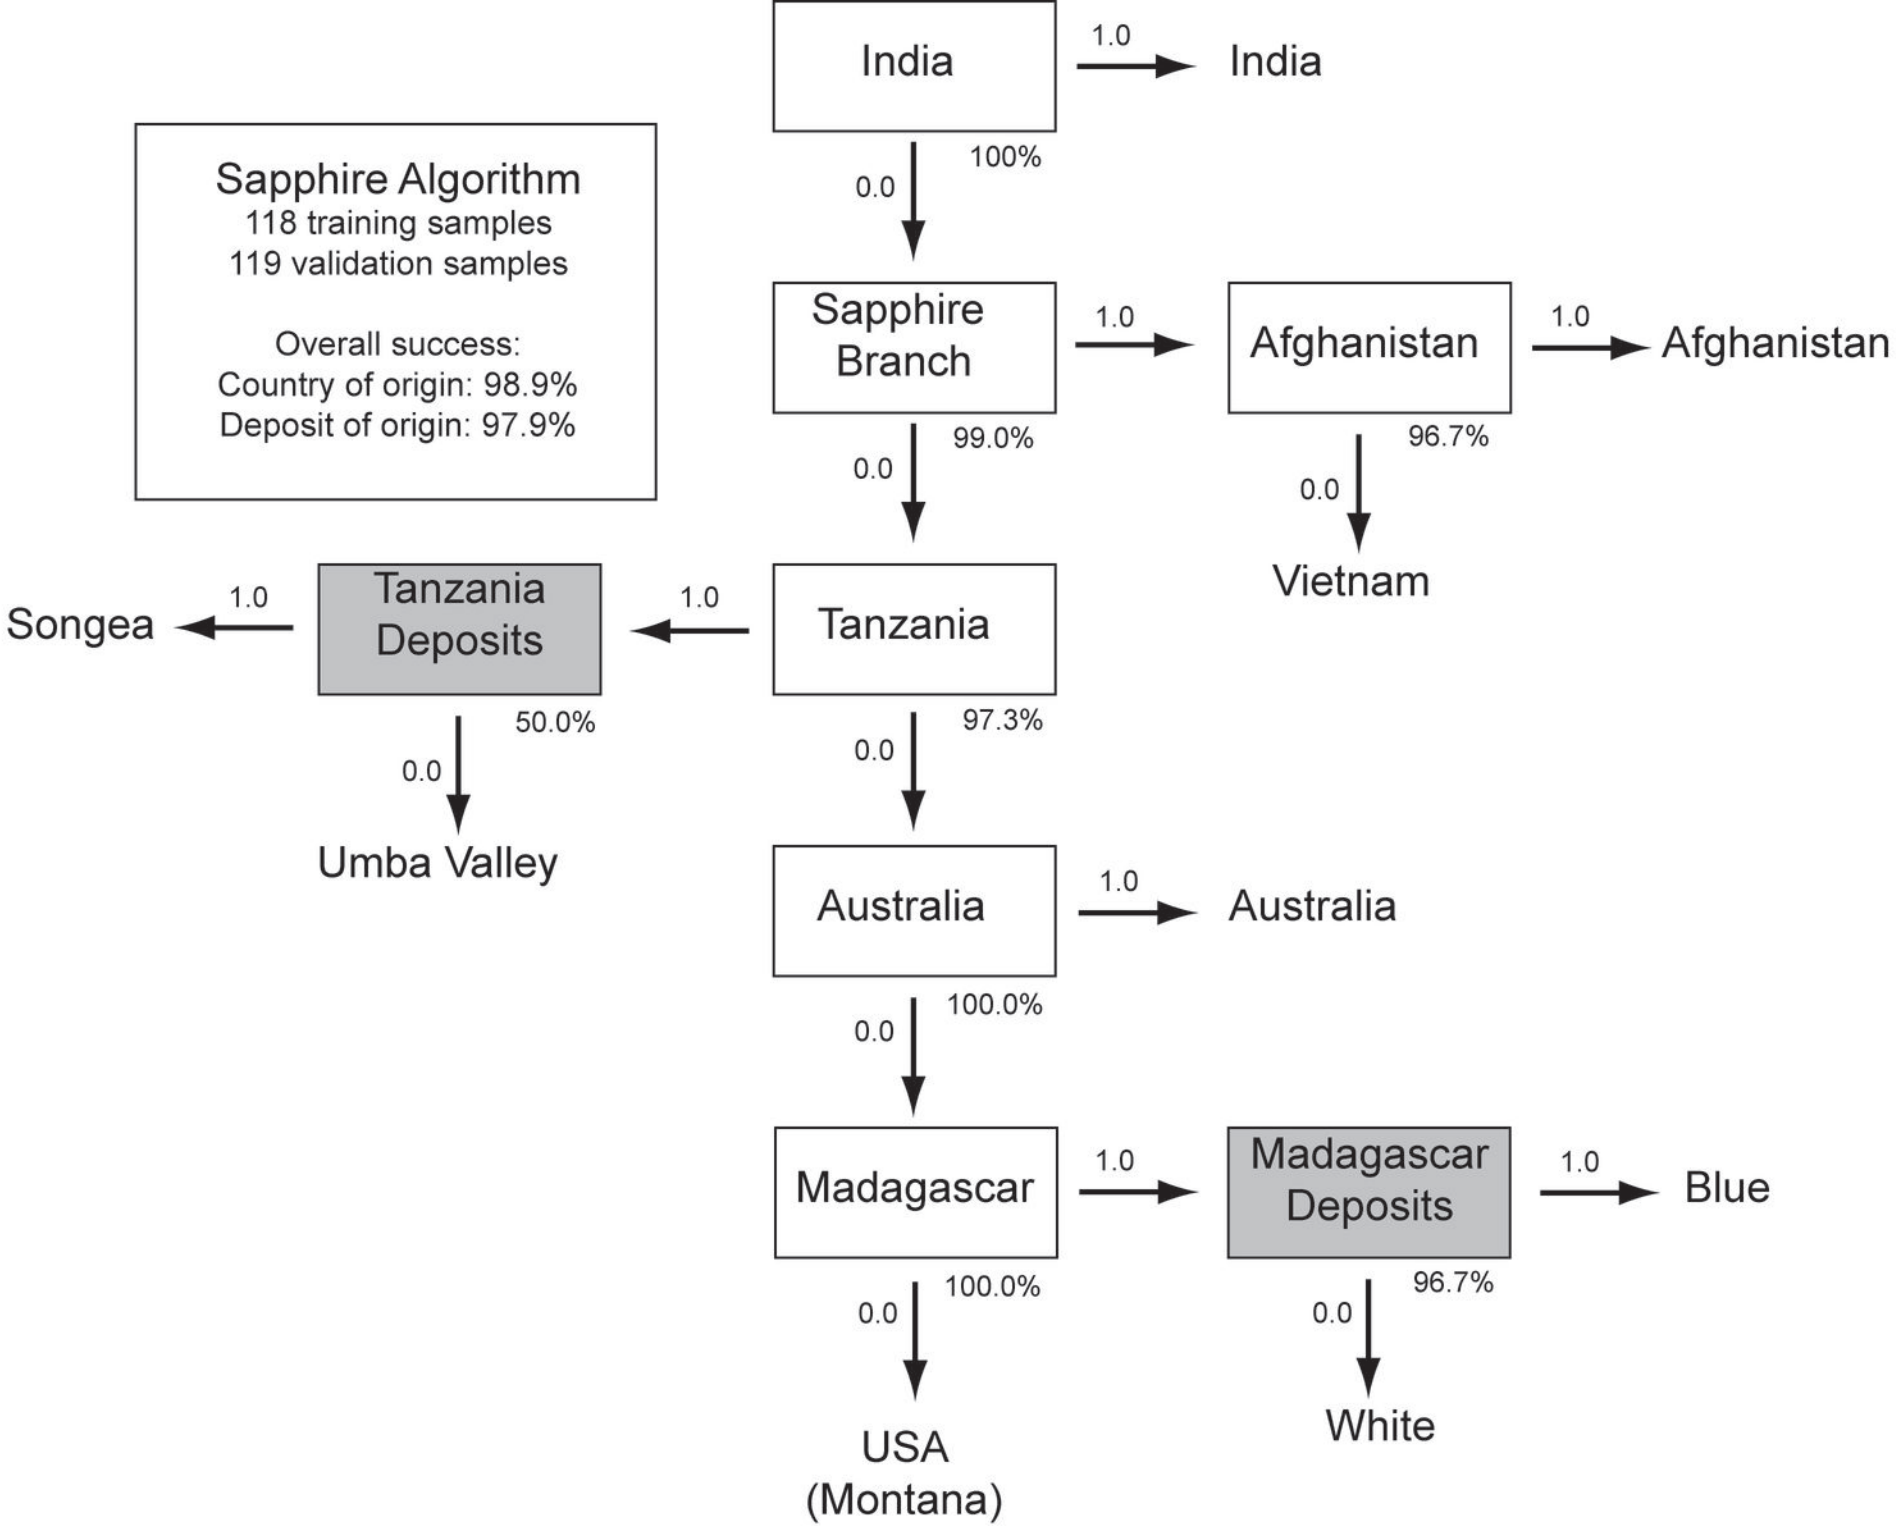 India
1.0
India
100%
0.0
Sapphire Algorithm
118 training samples
119 validation samples
Overall success:
Country of origin: 98.9%
Deposit of origin: 97.9%
Sapphire
Branch
1.0
Afghanistan
1.0
Afghanistan
99.0%
0.0
96.7%
0.0
Vietnam
Songea
1.0
Tanzania
Deposits
1.0
Tanzania
50.0%
0.0
Umba Valley
97.3%
0.0
Australia
1.0
Australia
100.0%
0.0
Madagascar
1.0
Madagascar
Deposits
1.0
Blue
100.0%
0.0
USA
(Montana)
96.7%
0.0
White